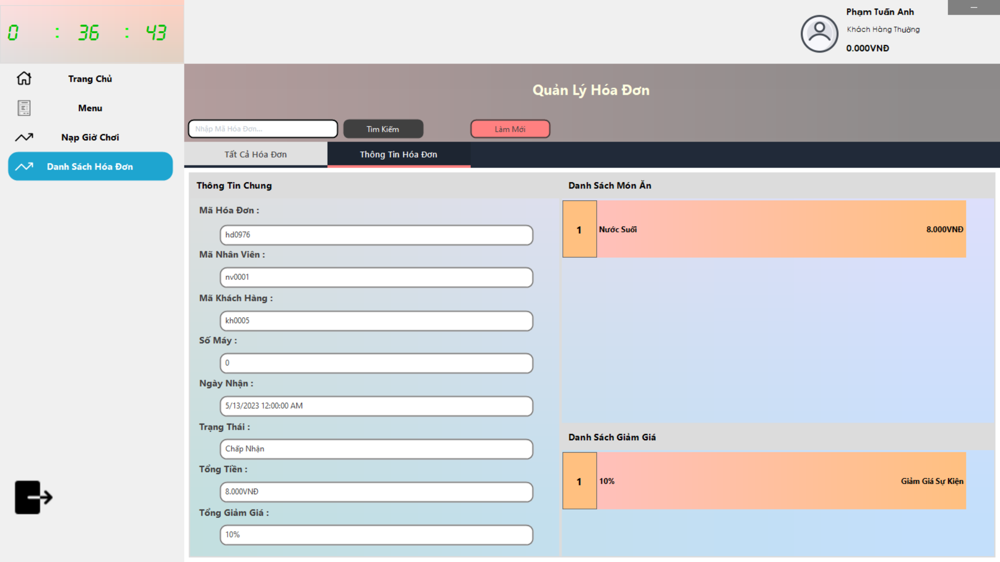 0 : 36 : 43
Phạm Tuấn Anh
Khách Hàng Thường
0.000VNĐ
Trang Chủ
Menu
Nạp Giờ Chơi
Danh Sách Hóa Đơn
Quản Lý Hóa Đơn
Nhập Mã Hóa Đơn...
Tìm Kiếm
Làm Mới
Tất Cả Hóa Đơn
Thông Tin Hóa Đơn
Thông Tin Chung
Mã Hóa Đơn :
hd0976
Mã Nhân Viên :
nv0001
Mã Khách Hàng :
kh0005
Số Máy :
0
Ngày Nhận :
5/13/2023 12:00:00 AM
Trạng Thái :
Chấp Nhận
Tổng Tiền :
8.000VNĐ
Tổng Giảm Giá :
10%
Danh Sách Món Ăn
1 Nước Suối 8.000VNĐ
Danh Sách Giảm Giá
1 10% Giảm Giá Sự Kiện